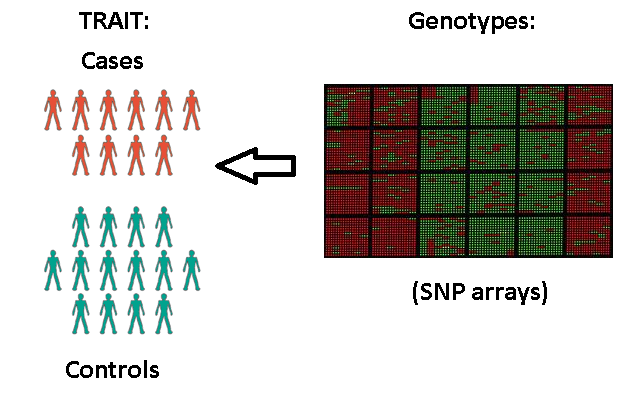 TRAIT:
Cases
Controls
Genotypes:
(SNP arrays)